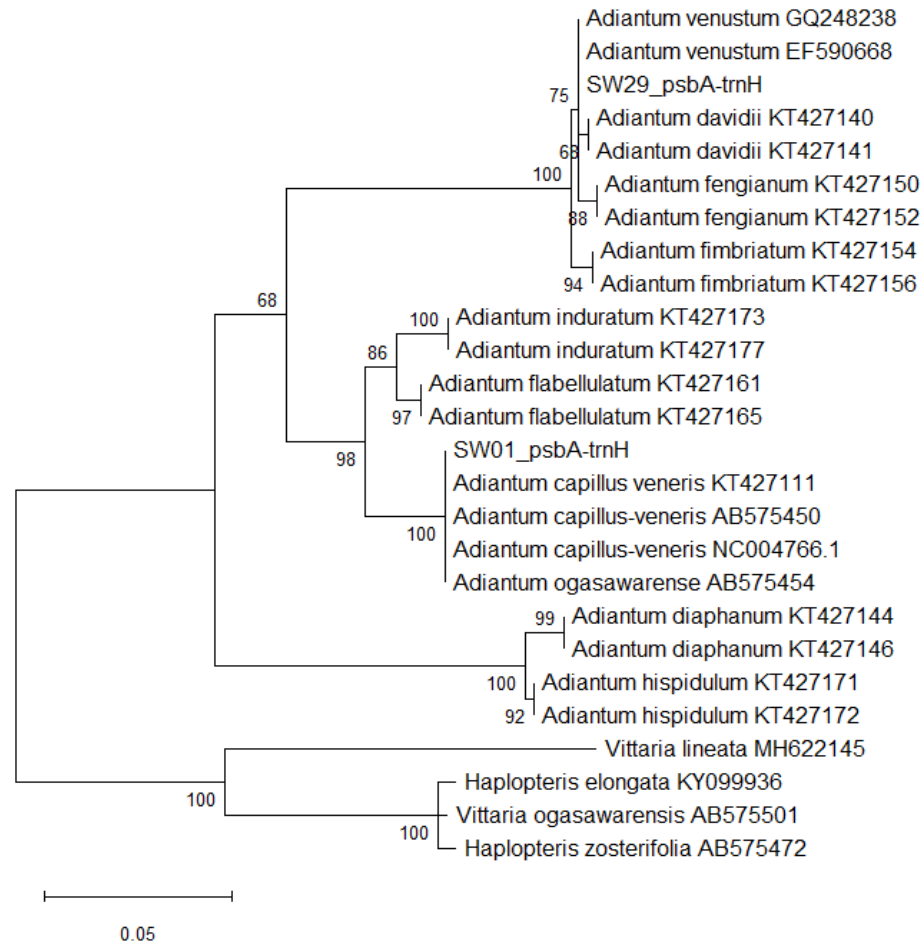 Adiantum venustum GQ248238
Adiantum venustum EF590668
SW29_psbA-trnH
75
Adiantum davidii KT427140
68
Adiantum davidii KT427141
100
Adiantum fengianum KT427150
88
Adiantum fengianum KT427152
Adiantum fimbriatum KT427154
94
Adiantum fimbriatum KT427156
68
100
Adiantum induratum KT427173
86
Adiantum induratum KT427177
Adiantum flabellulatum KT427161
97
Adiantum flabellulatum KT427165
98
SW01_psbA-trnH
Adiantum capillus veneris KT427111
Adiantum capillus-veneris AB575450
100
Adiantum capillus-veneris NC004766.1
Adiantum ogasawarense AB575454
99
Adiantum diaphanum KT427144
Adiantum diaphanum KT427146
100
Adiantum hispidulum KT427171
92
Adiantum hispidulum KT427172
Vittaria lineata MH622145
100
Haplopteris elongata KY099936
Vittaria ogasawarensis AB575501
100
Haplopteris zosterifolia AB575472
0.05